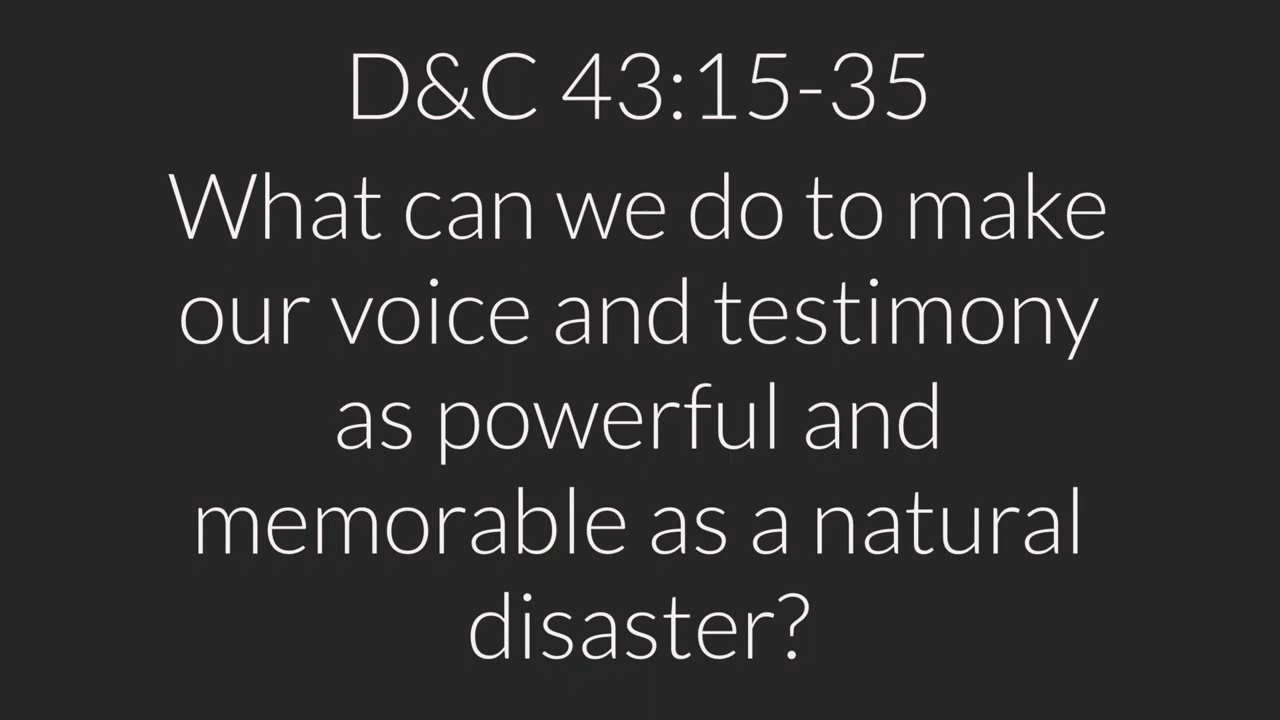 D&C 43:15-35
What can we do to make
our voice and testimony
as powerful and
memorable as a natural
disaster?